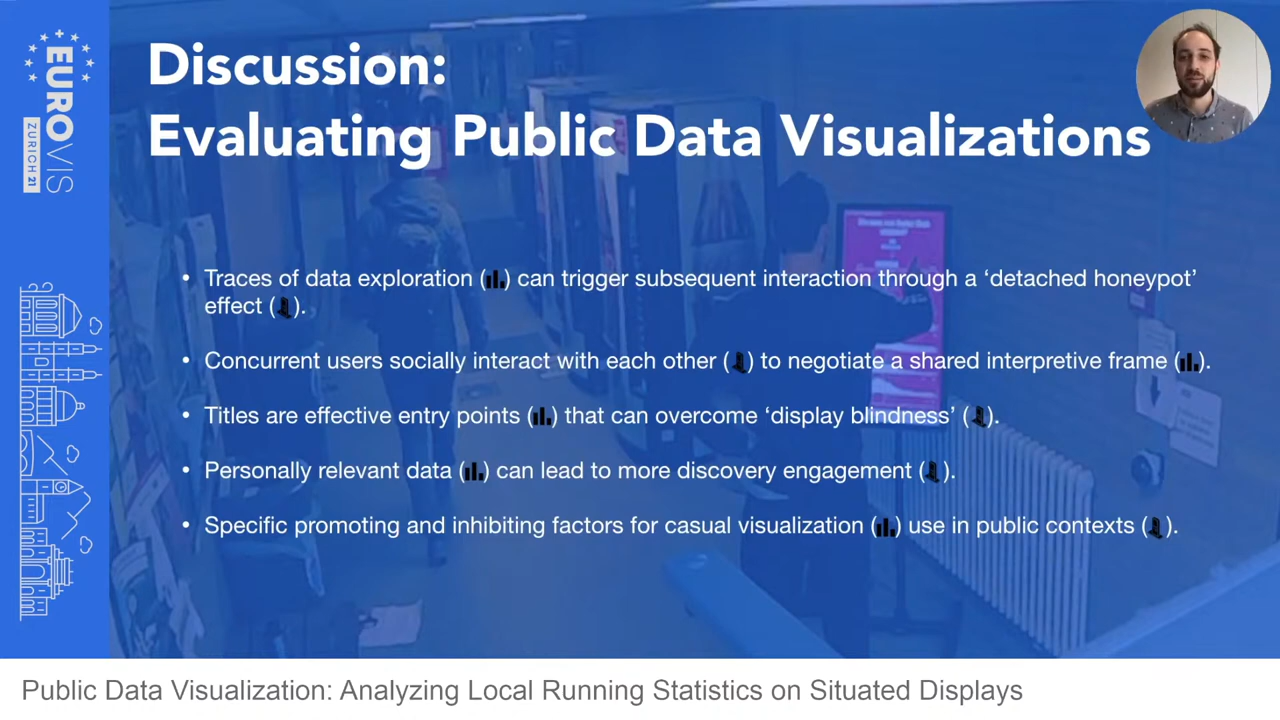 EUROVIS
ZURICH 21
Discussion:
Evaluating Public Data Visualizations
• Traces of data exploration () can trigger subsequent interaction through a ‘detached honeypot’
effect ().
• Concurrent users socially interact with each other () to negotiate a shared interpretive frame ().
• Titles are effective entry points () that can overcome ‘display blindness’ ().
• Personally relevant data () can lead to more discovery engagement ().
• Specific promoting and inhibiting factors for casual visualization () use in public contexts ().
Public Data Visualization: Analyzing Local Running Statistics on Situated Displays